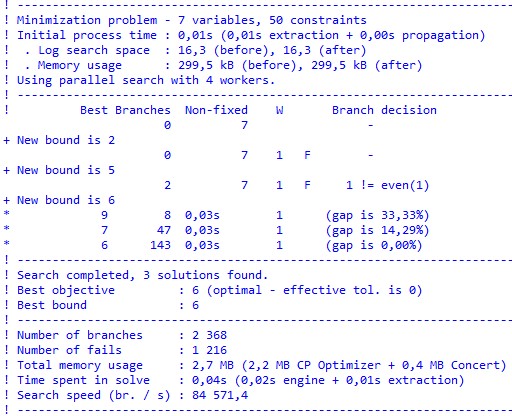 ! ----------------------------------------------------------------------------
! Minimization problem - 7 variables, 50 constraints
! Initial process time : 0,01s (0,01s extraction + 0,00s propagation)
!  . Log search space  : 16,3 (before), 16,3 (after)
!  . Memory usage      : 299,5 kB (before), 299,5 kB (after)
! Using parallel search with 4 workers.
! ----------------------------------------------------------------------------
!          Best Branches  Non-fixed    W       Branch decision
                       0          7                 -
+ New bound is 2
                       0          7    1   F        -
+ New bound is 5
                       2          7    1   F     1 != even(1)
+ New bound is 6
*             9        8  0,03s        1      (gap is 33,33%)
*             7       47  0,03s        1      (gap is 14,29%)
*             6      143  0,03s        1      (gap is 0,00%)
! ----------------------------------------------------------------------------
! Search completed, 3 solutions found.
! Best objective         : 6 (optimal - effective tol. is 0)
! Best bound             : 6
! ----------------------------------------------------------------------------
! Number of branches     : 2 368
! Number of fails        : 1 216
! Total memory usage     : 2,7 MB (2,2 MB CP Optimizer + 0,4 MB Concert)
! Time spent in solve    : 0,04s (0,02s engine + 0,01s extraction)
! Search speed (br. / s) : 84 571,4
! ----------------------------------------------------------------------------